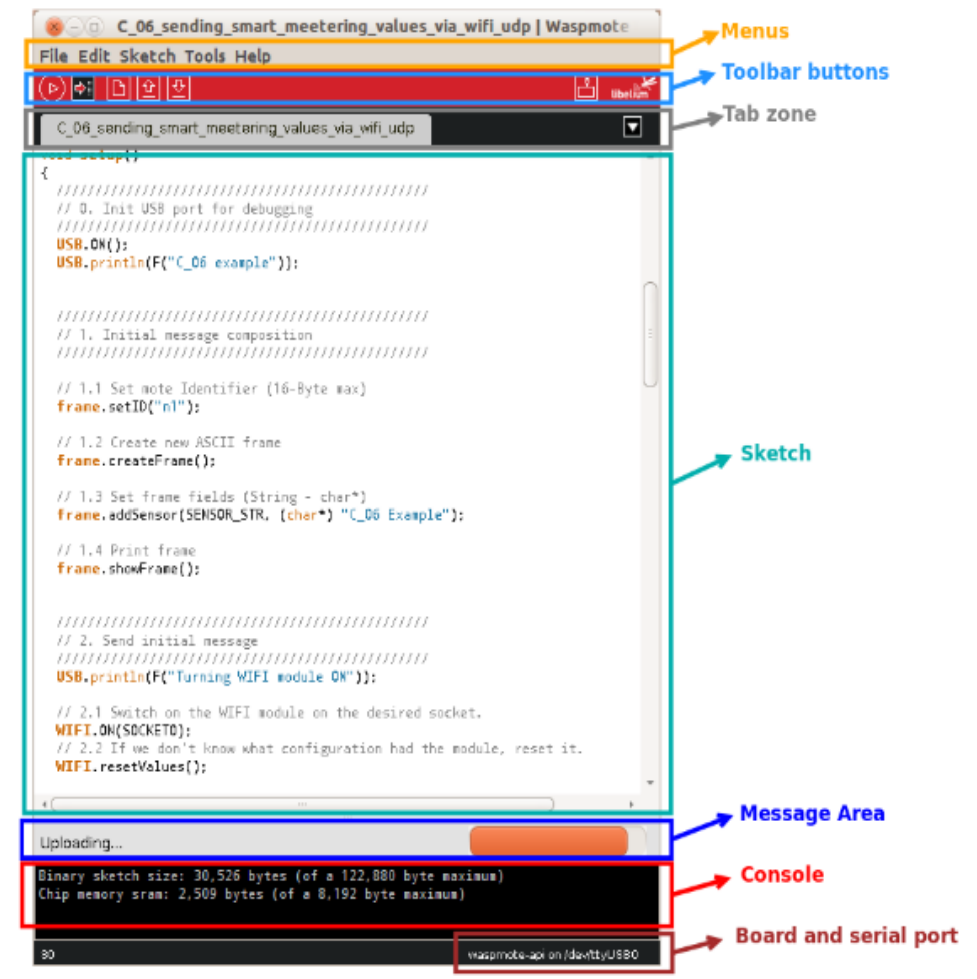 C_06_sending_smart_meetering_values_via_wifi_udp | Waspmote
Menus
File Edit Sketch Tools Help
Toolbar buttons
libelium
Tab zone
C_06_sending_smart_meetering_values_via_wifi_udp
void setup()
{
//////////////////////////////////////////////////
// 0. Init USB port for debugging
//////////////////////////////////////////////////
USB.ON();
USB.println(F("C_06 example"));
//////////////////////////////////////////////////
// 1. Initial message composition
//////////////////////////////////////////////////
// 1.1 Set mote Identifier (16-Byte max)
frame.setID("n1");
// 1.2 Create new ASCII frame
frame.createFrame();
Sketch
// 1.3 Set frame fields (String - char*)
frame.addSensor(SENSOR_STR, (char*) "C_06 Example");
// 1.4 Print frame
frame.showFrame();
//////////////////////////////////////////////////
// 2. Send initial message
//////////////////////////////////////////////////
USB.println(F("Turning WIFI module ON"));
// 2.1 Switch on the WIFI module on the desired socket.
WIFI.ON(SOCKET0);
// 2.2 If we don't know what configuration had the module, reset it.
WIFI.resetValues();
Message Area
Uploading...
Console
Binary sketch size: 30,526 bytes (of a 122,880 byte maximum)
Chip memory sram: 2,509 bytes (of a 8,192 byte maximum)
Board and serial port
80 waspmote-api on /dev/ttyUSB0